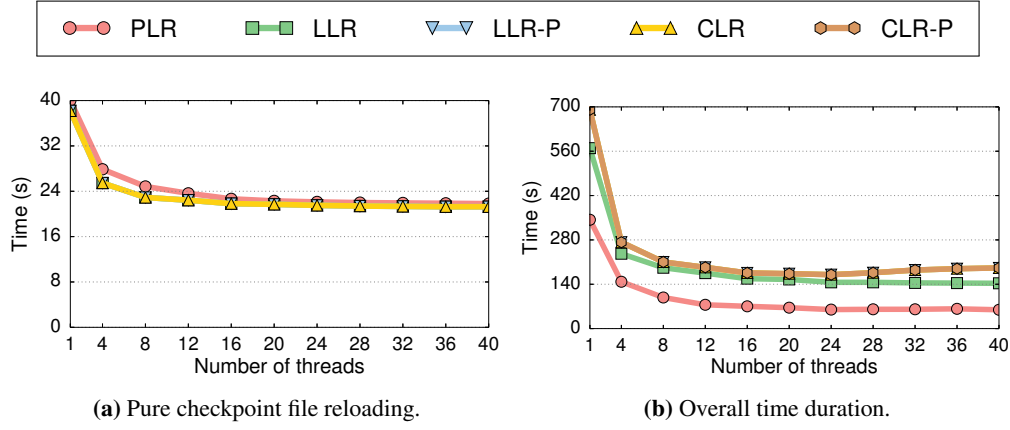 PLR LLR LLR-P CLR CLR-P
40
32
24
16
8
0
Time (s)
1 4 8 12 16 20 24 28 32 36 40
Number of threads
(a) Pure checkpoint file reloading.
700
560
420
280
140
0
Time (s)
1 4 8 12 16 20 24 28 32 36 40
Number of threads
(b) Overall time duration.